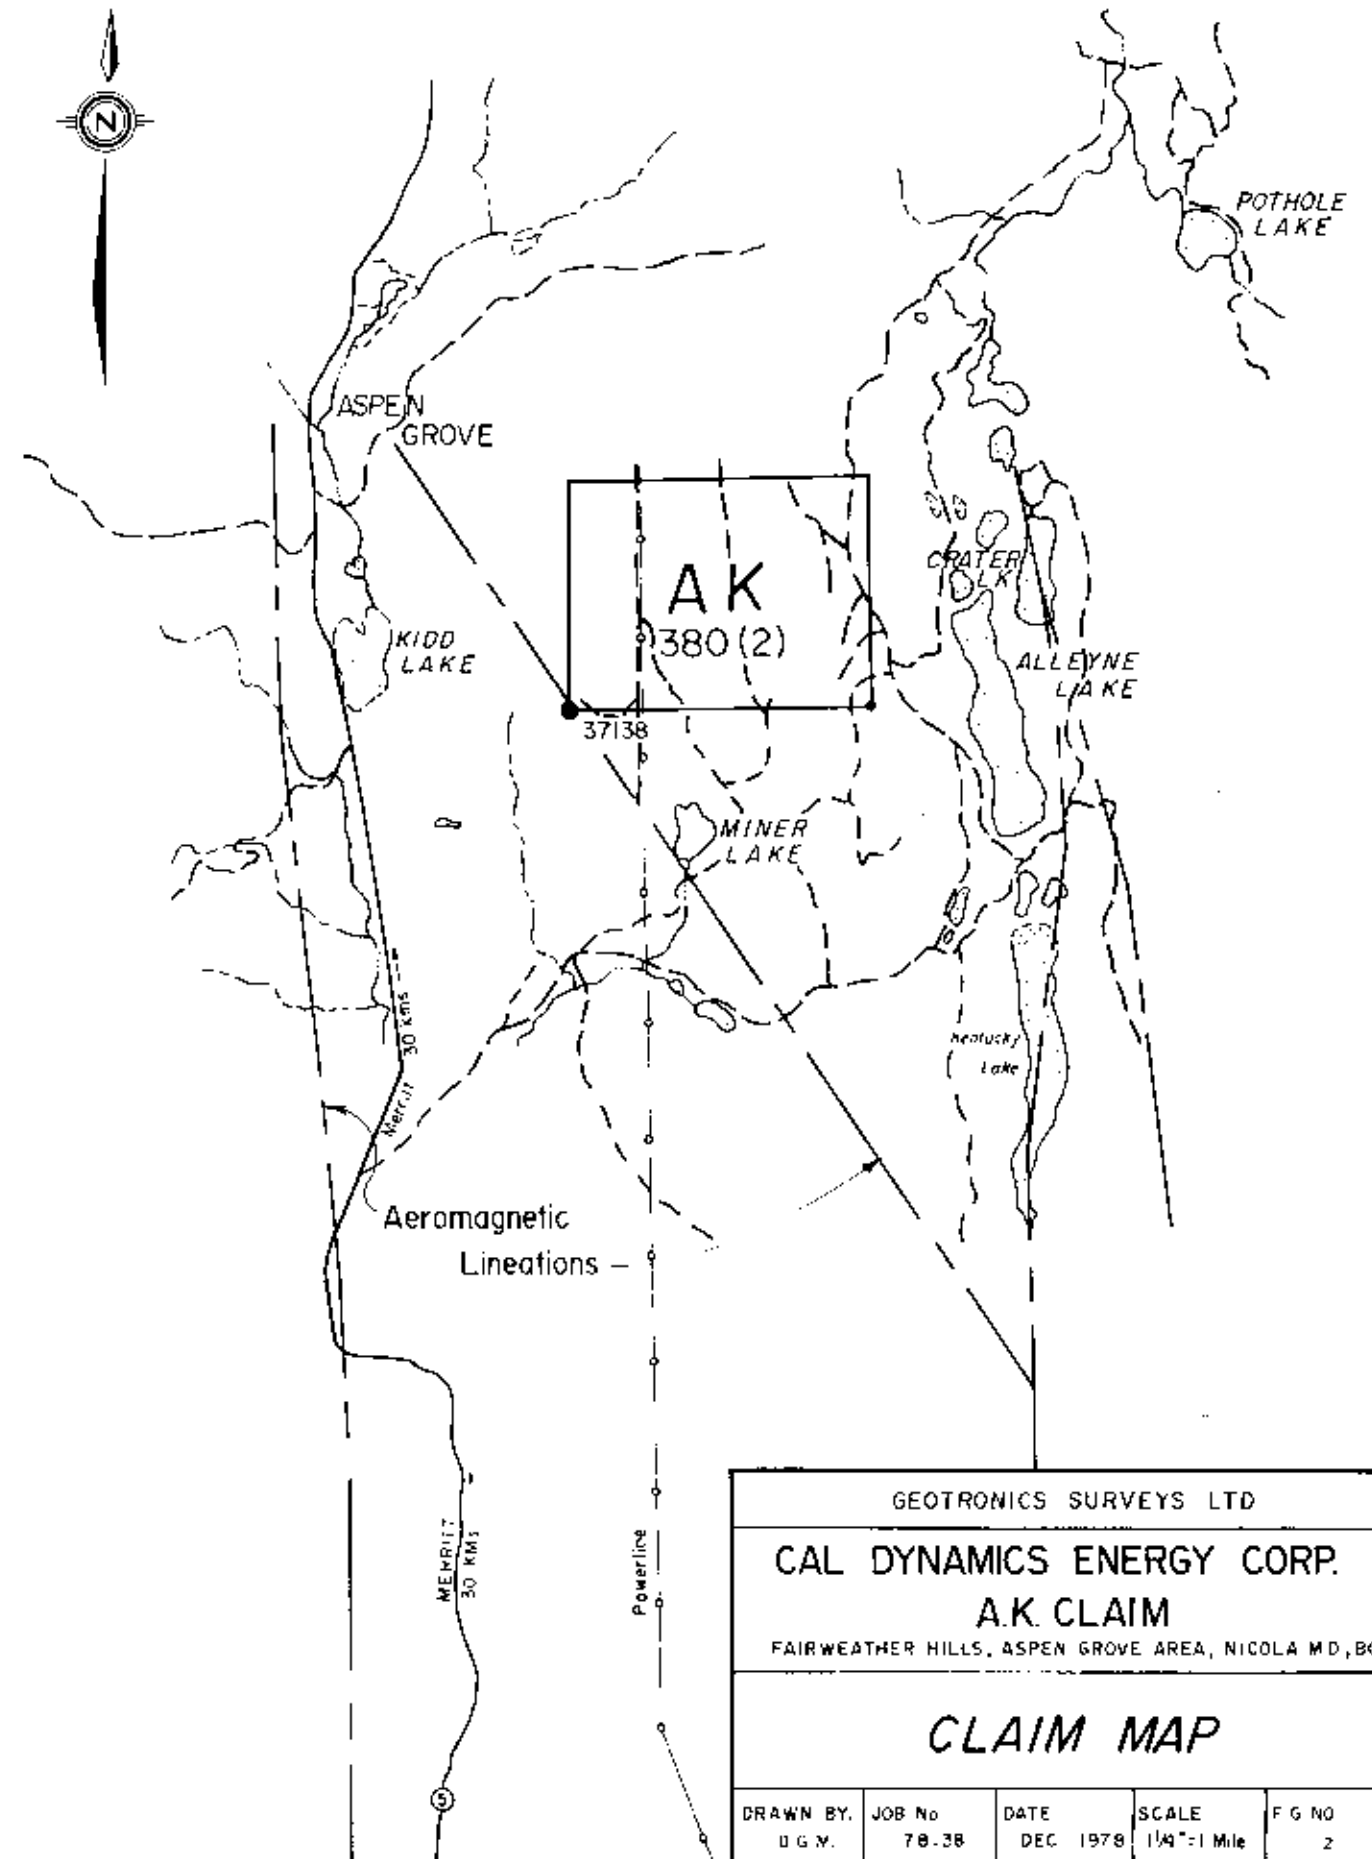 N
POTHOLE
LAKE
ASPEN
GROVE
CRATER
LK
AK
380(2)
KIDD
LAKE
ALLEYNE
LAKE
37138
MINER
LAKE
Kentucky
Lake
30 Kms
Merritt
Aeromagnetic
Lineations –
MERRITT
30 KMs
Powerline
5
GEOTRONICS SURVEYS LTD
CAL DYNAMICS ENERGY CORP.
A.K. CLAIM
FAIRWEATHER HILLS, ASPEN GROVE AREA, NICOLA M D, BC
CLAIM MAP
DRAWN BY. JOB No DATE SCALE F G NO
D G M. 78-38 DEC 1978 1 1/4"=1 Mile 2